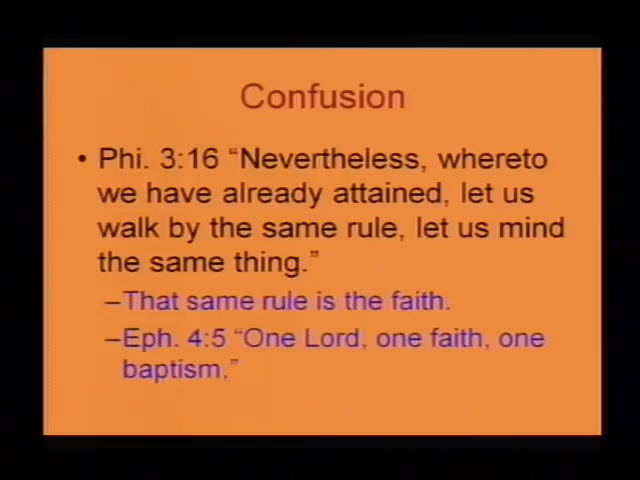 Confusion
• Phi. 3:16 “Nevertheless, whereto
we have already attained, let us
walk by the same rule, let us mind
the same thing.”
–That same rule is the faith.
–Eph. 4:5 “One Lord, one faith, one
baptism,”